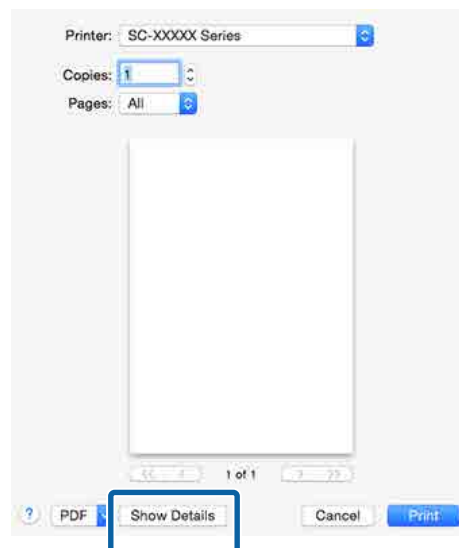 Printer: SC-XXXXX Series
Copies: 1
Pages: All
<< < 1 of 1 > >>
? PDF Show Details Cancel Print